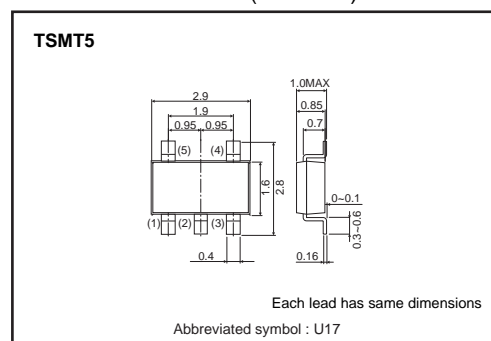 TSMT5
1.0MAX
2.9
0.85
1.9
0.7
0.95 0.95
(5) (4)
1.6
2.8
0~0.1
(1) (2) (3)
0.3~0.6
0.4
0.16
Each lead has same dimensions
Abbreviated symbol : U17